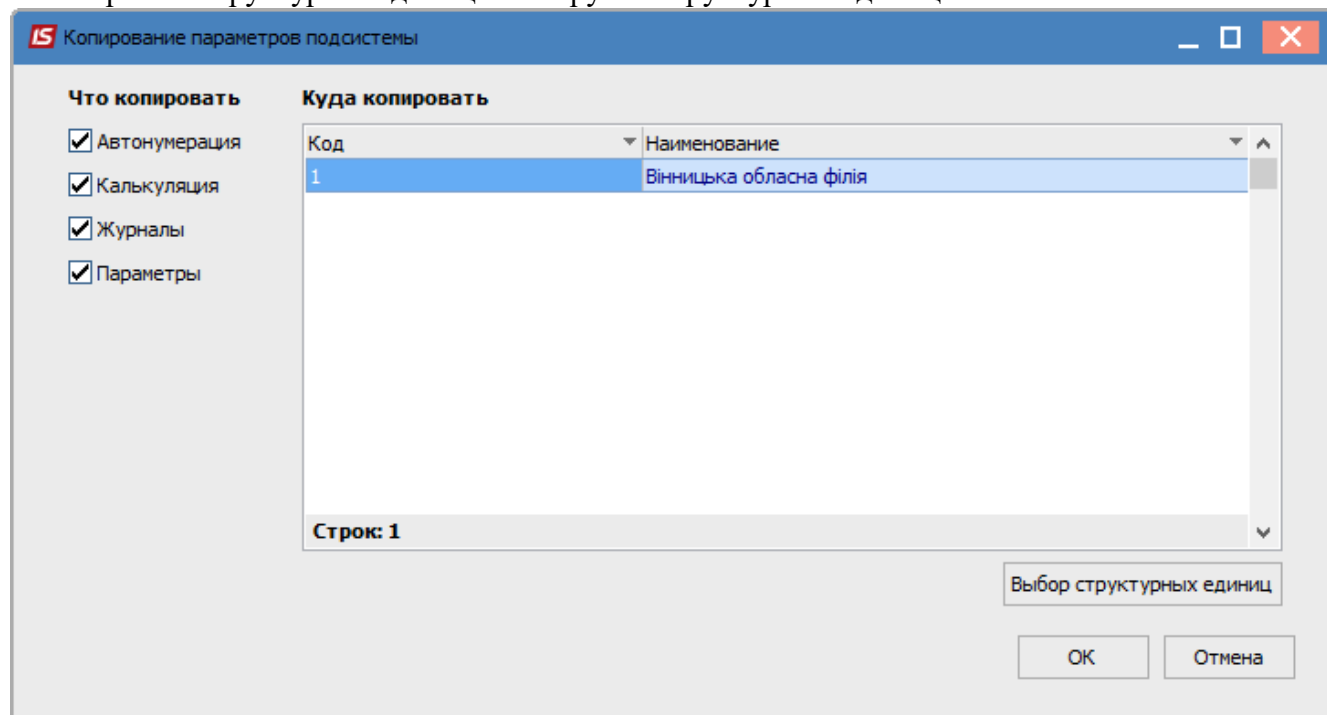 Копирование параметров подсистемы
Что копировать
Куда копировать
Автонумерация
Калькуляция
Журналы
Параметры
Код Наименование
1 Вінницька обласна філія
Строк: 1
Выбор структурных единиц
ОК Отмена